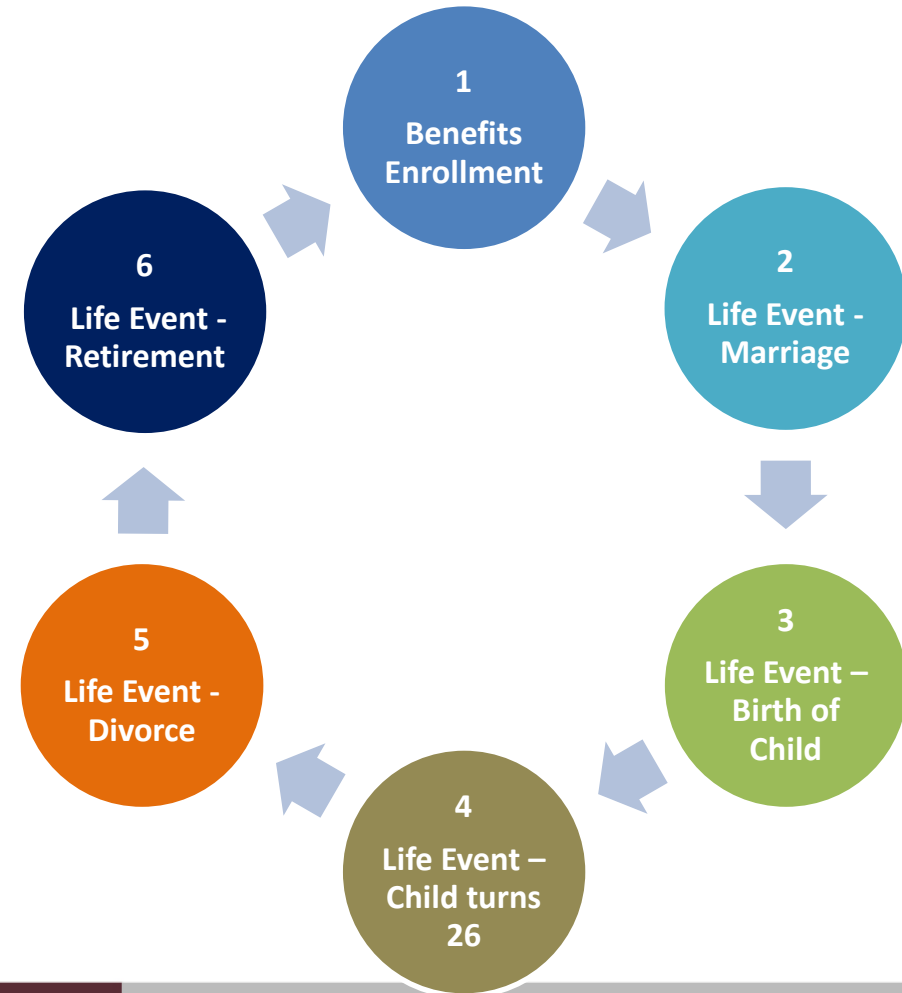 1
Benefits
Enrollment
2
Life Event -
Marriage
3
Life Event –
Birth of
Child
4
Life Event –
Child turns
26
5
Life Event -
Divorce
6
Life Event -
Retirement